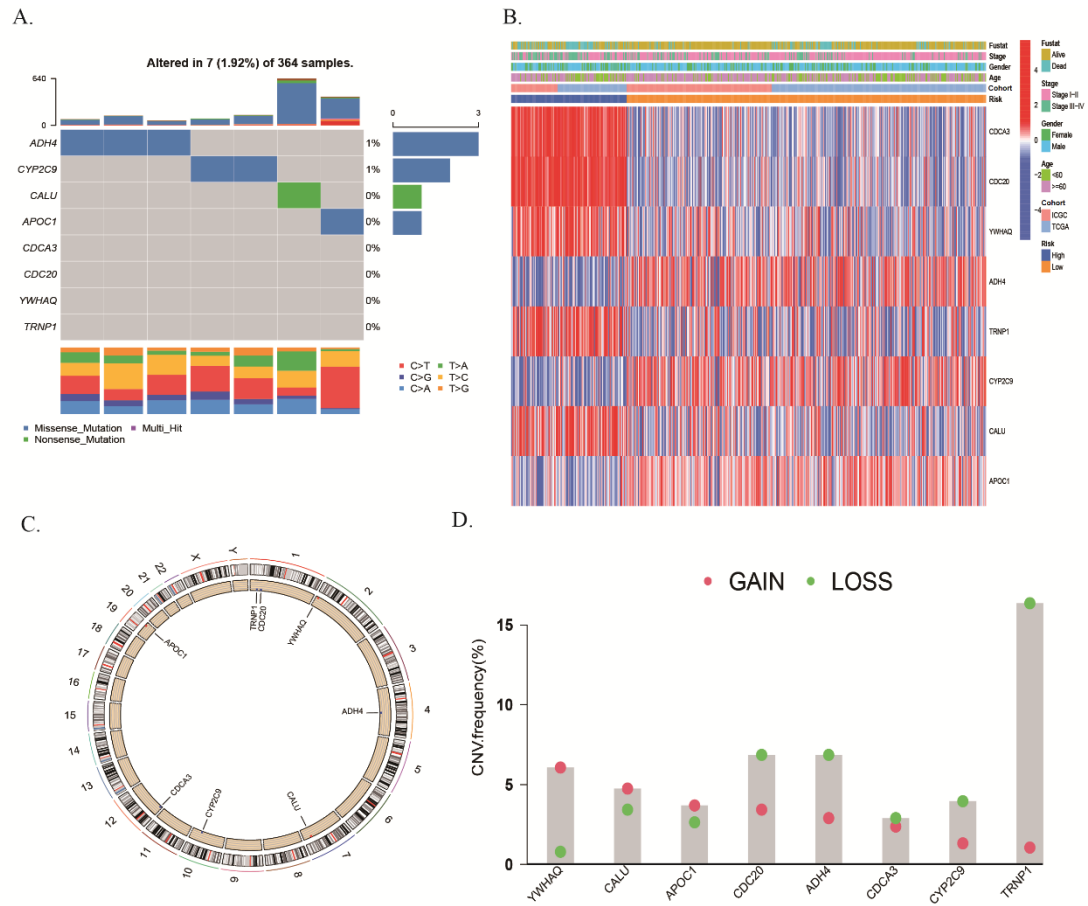 A.
Altered in 7 (1.92%) of 364 samples.
640
0
0
3
ADH4
1%
CYP2C9
1%
CALU
0%
APOC1
0%
CDCA3
0%
CDC20
0%
YWHAQ
0%
TRNP1
0%
C>T
T>A
C>G
T>C
C>A
T>G
Missense_Mutation
Multi_Hit
Nonsense_Mutation
B.
Fustat
Stage
Gender
Age
Cohort
Risk
CDCA3
CDC20
YWHAQ
ADH4
TRNP1
CYP2C9
CALU
APOC1
4
2
0
−2
−4
Fustat
Alive
Dead
Stage
Stage I-II
Stage III-IV
Gender
Female
Male
Age
<60
>=60
Cohort
ICGC
TCGA
Risk
High
Low
C.
1
2
3
4
5
6
7
8
9
10
11
12
13
14
15
16
17
18
19
20
21
22
X
Y
TRNP1
CDC20
YWHAQ
ADH4
CALU
CYP2C9
CDCA3
APOC1
D.
GAIN
LOSS
CNV.frequency(%)
15
10
5
0
YWHAQ
CALU
APOC1
CDC20
ADH4
CDCA3
CYP2C9
TRNP1